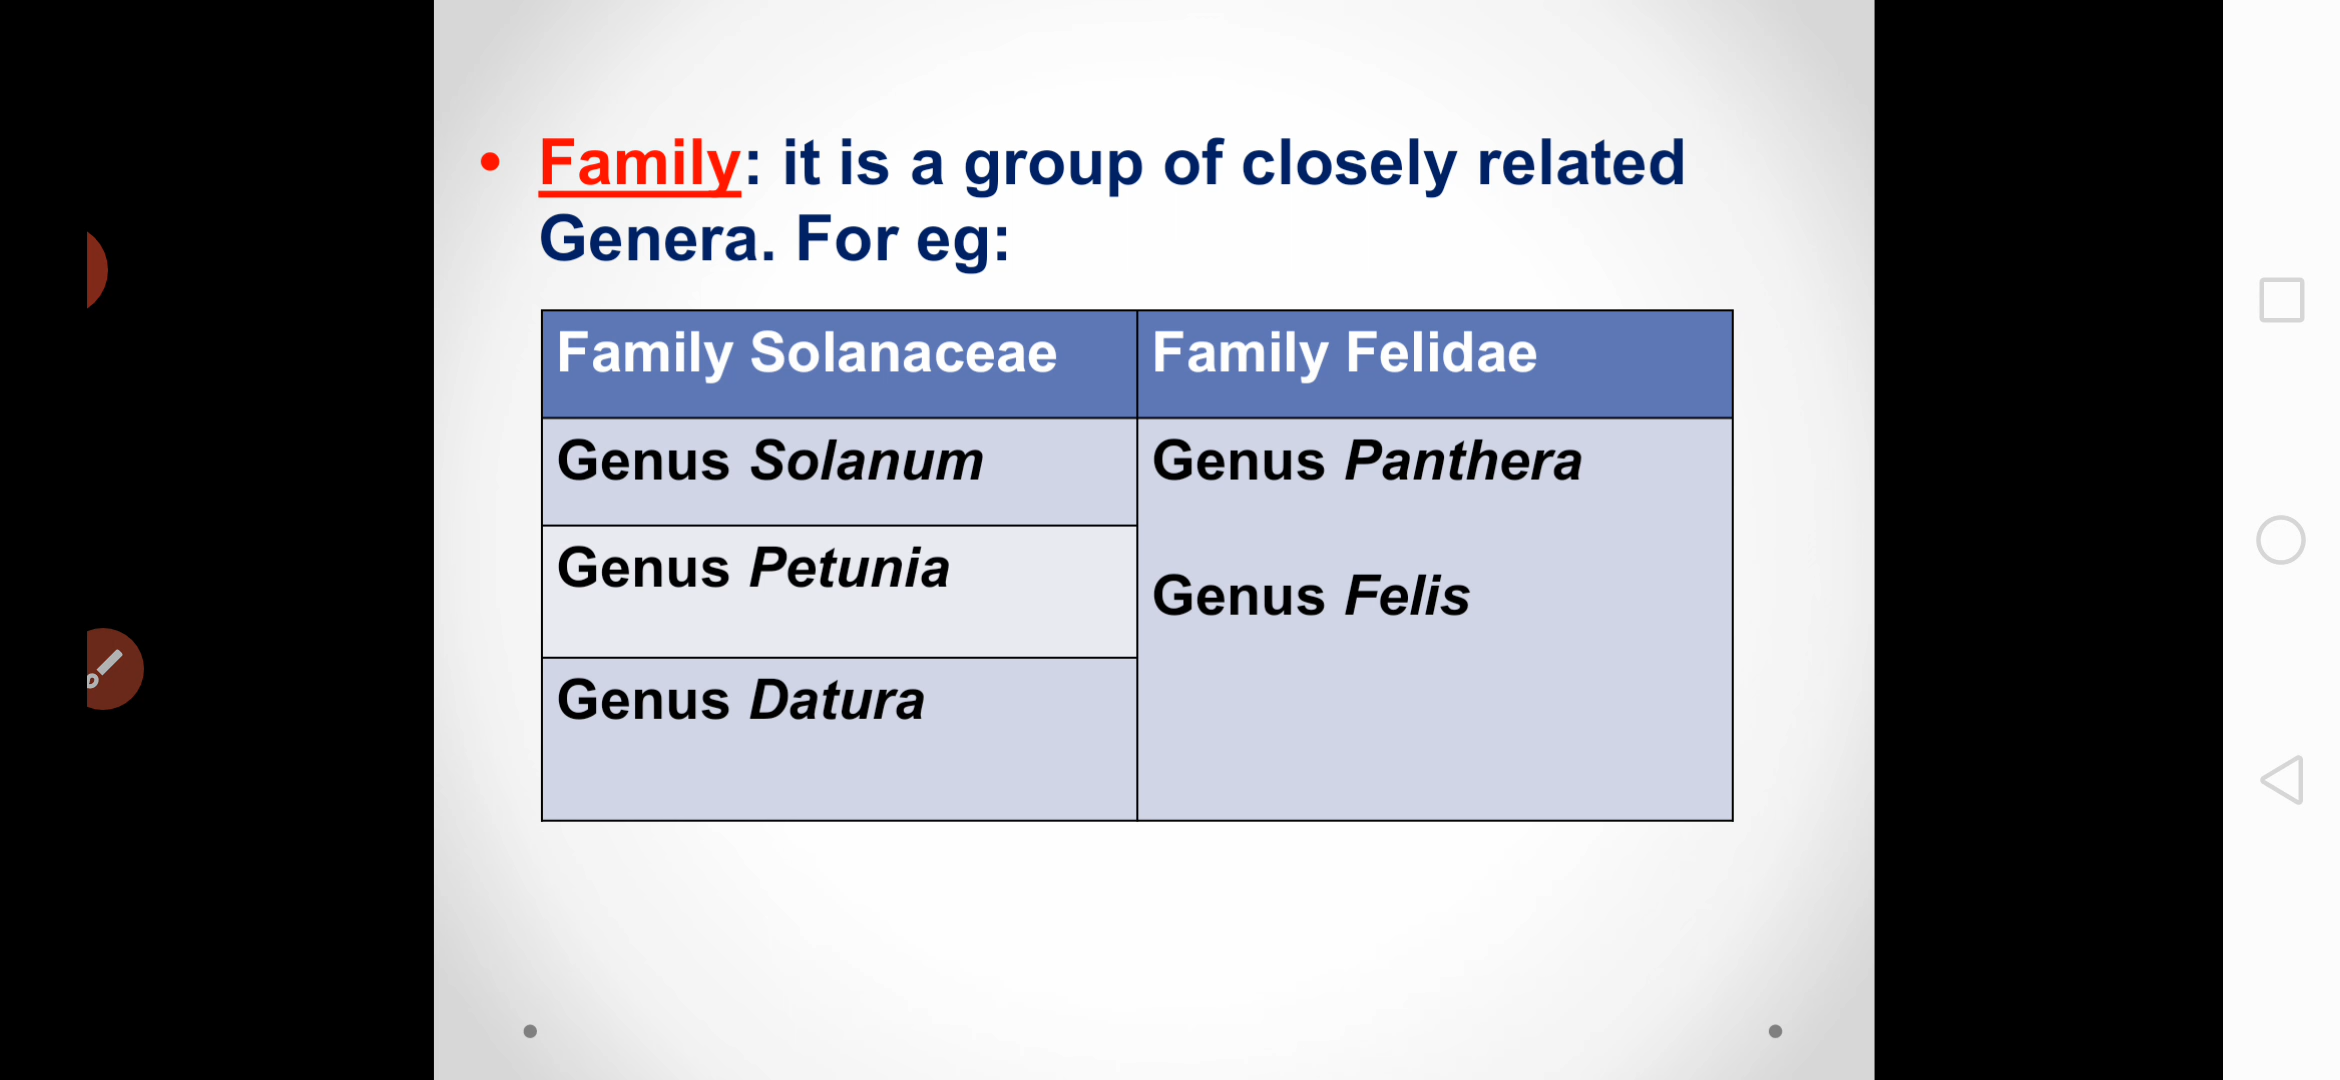 • Family: it is a group of closely related
Genera. For eg:
Family Solanaceae
Family Felidae
Genus Solanum
Genus Panthera
Genus Petunia
Genus Felis
Genus Datura